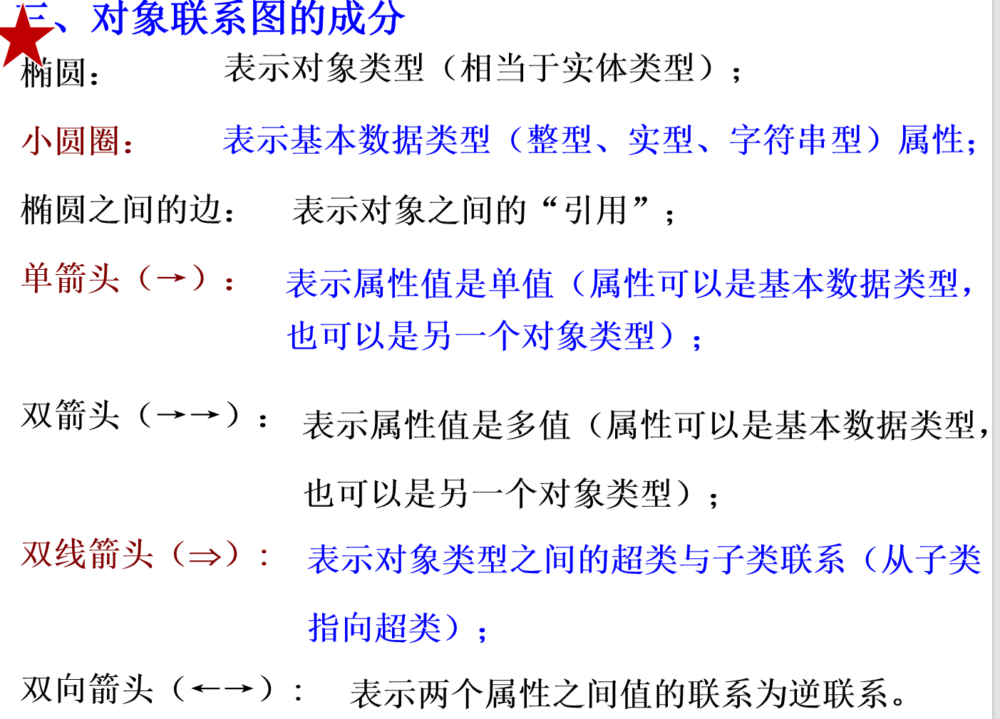 三、对象联系图的成分
椭圆： 表示对象类型（相当于实体类型）；
小圆圈： 表示基本数据类型（整型、实型、字符串型）属性；
椭圆之间的边： 表示对象之间的“引用”；
单箭头（→）： 表示属性值是单值（属性可以是基本数据类型，
也可以是另一个对象类型）；
双箭头（→→）： 表示属性值是多值（属性可以是基本数据类型，
也可以是另一个对象类型）；
双线箭头（⇒）： 表示对象类型之间的超类与子类联系（从子类
指向超类）；
双向箭头（←→）： 表示两个属性之间值的联系为逆联系。